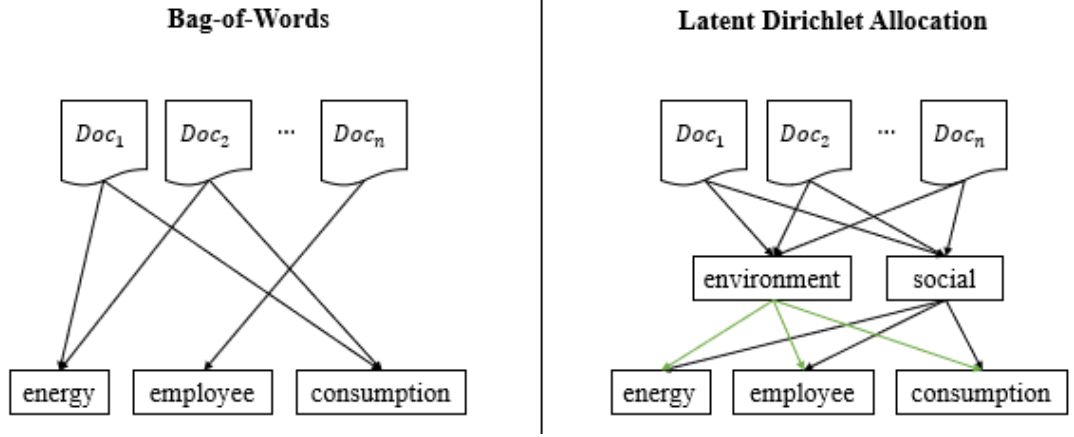 Bag-of-Words
Doc₁ Doc₂ ... Docₙ
energy employee consumption
Latent Dirichlet Allocation
Doc₁ Doc₂ ... Docₙ
environment social
energy employee consumption